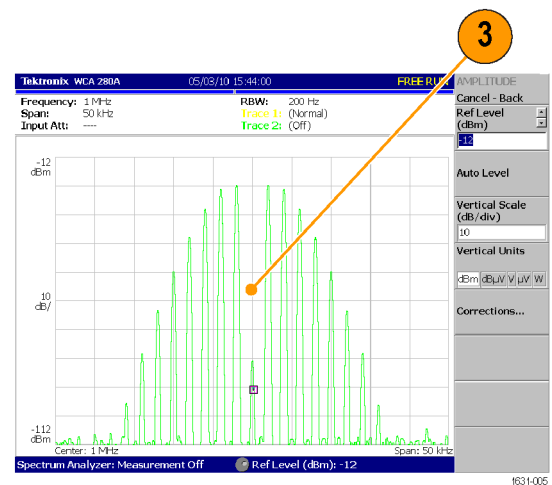 3
Tektronix WCA 280A 05/03/10 15:44:00 FREE RUN
Frequency: 1 MHz RBW: 200 Hz
Span: 50 kHz Trace 1: (Normal)
Input Att: ---- Trace 2: (Off)
AMPLITUDE
Cancel - Back
Ref Level
(dBm)
-12
Auto Level
Vertical Scale
(dB/div)
10
Vertical Units
dBm dBµV V µV W
Corrections...
-12
dBm
10
dB/
-112
dBm
Center: 1 MHz Span: 50 kHz
Spectrum Analyzer: Measurement Off Ref Level (dBm): -12
1631-005